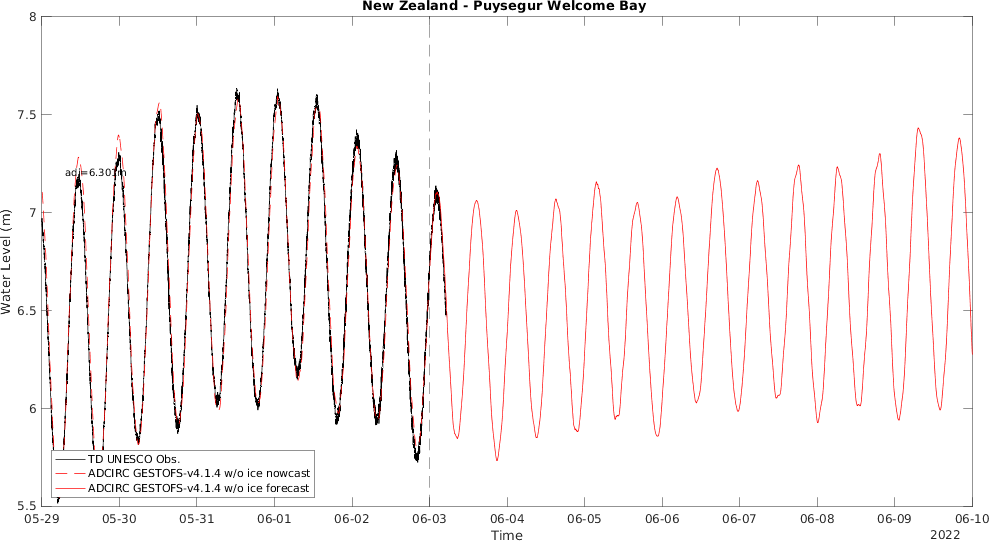 New Zealand - Puysegur Welcome Bay
8
7.5
7
6.5
6
5.5
Water Level (m)
adj=6.301m
TD UNESCO Obs.
ADCIRC GESTOFS-v4.1.4 w/o ice nowcast
ADCIRC GESTOFS-v4.1.4 w/o ice forecast
05-29 05-30 05-31 06-01 06-02 06-03 06-04 06-05 06-06 06-07 06-08 06-09 06-10
Time
2022